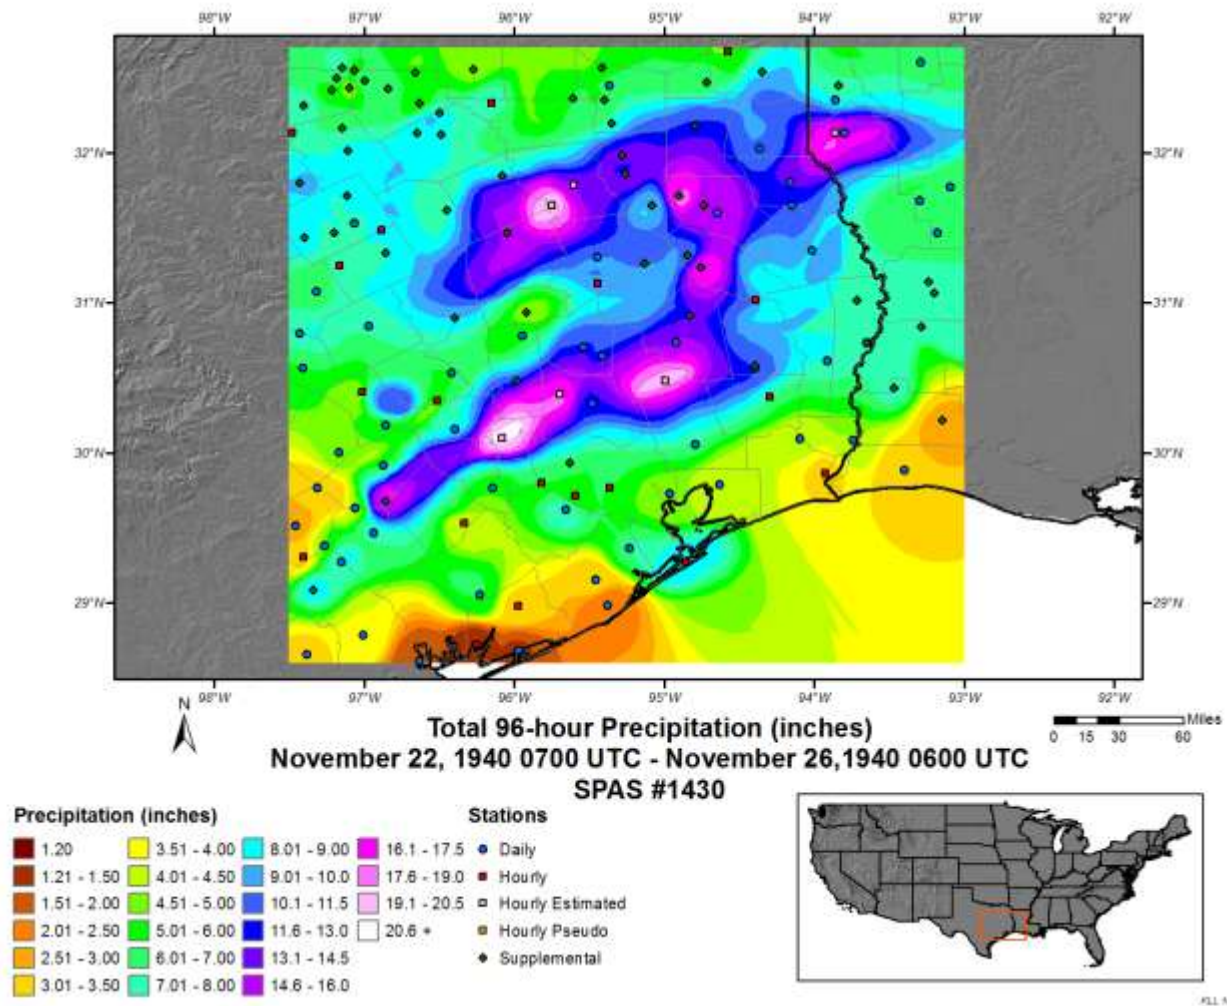 98°W 97°W 96°W 95°W 94°W 93°W 92°W
32°N 32°N
31°N 31°N
30°N 30°N
29°N 29°N
98°W 97°W 96°W 95°W 94°W 93°W 92°W
N
Miles
0 15 30 60
Total 96-hour Precipitation (inches)
November 22, 1940 0700 UTC - November 26,1940 0600 UTC
SPAS #1430
Precipitation (inches)
1.20
1.21 - 1.50
1.51 - 2.00
2.01 - 2.50
2.51 - 3.00
3.01 - 3.50
3.51 - 4.00
4.01 - 4.50
4.51 - 5.00
5.01 - 6.00
6.01 - 7.00
7.01 - 8.00
8.01 - 9.00
9.01 - 10.0
10.1 - 11.5
11.6 - 13.0
13.1 - 14.5
14.6 - 16.0
16.1 - 17.5
17.6 - 19.0
19.1 - 20.5
20.6 +
Stations
Daily
Hourly
Hourly Estimated
Hourly Pseudo
Supplemental